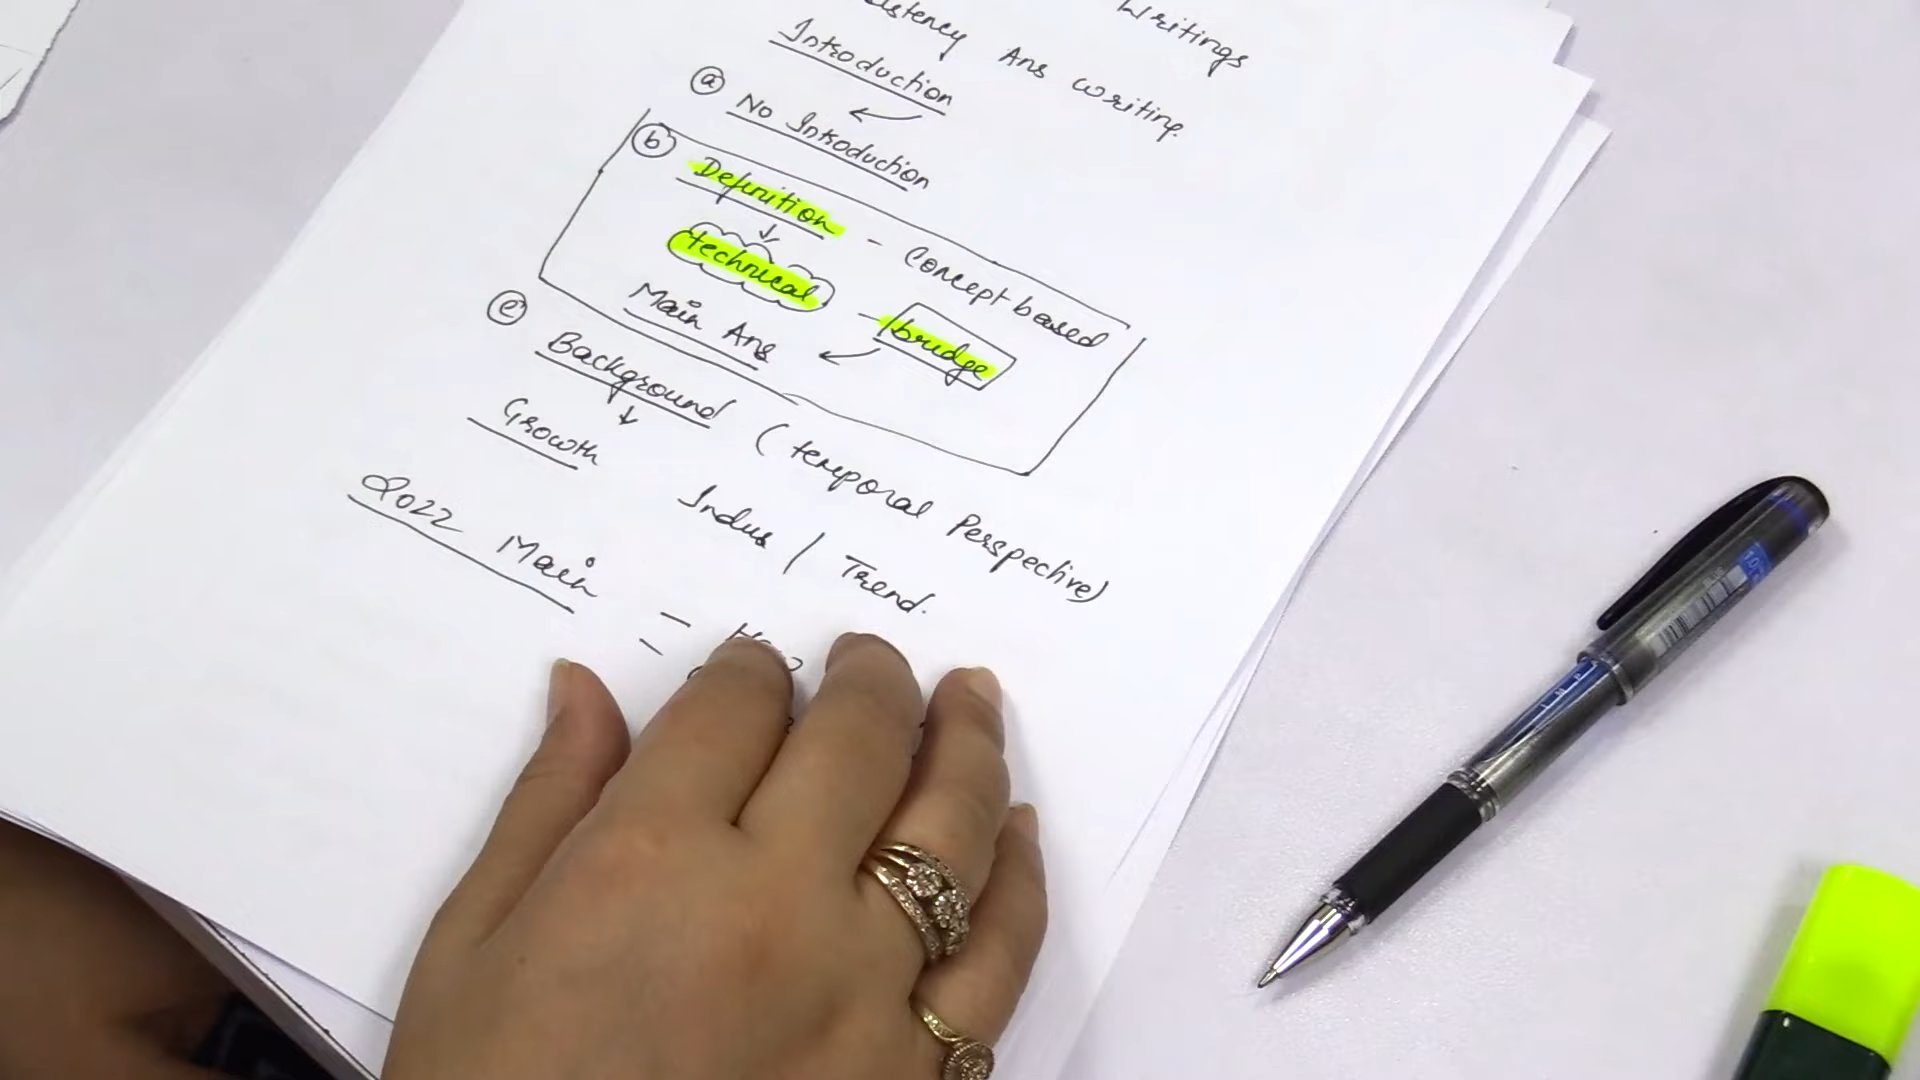 Writings
Ans writing
Introduction
(a) No Introduction
(b) Definition - Concept based
technical
- bridge
Main Ans
(c) Background (temporal Perspective)
Growth
Indus / Trend.
2022 Main